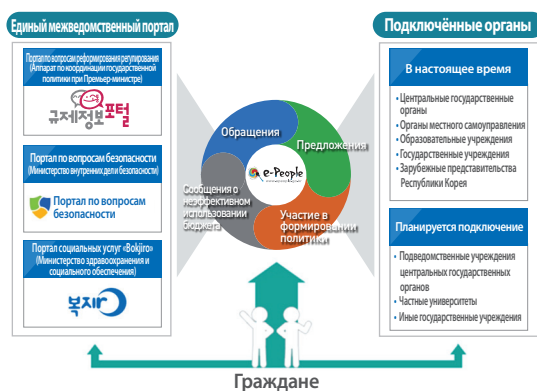 Единый межведомственный портал
Портал по вопросам реформирования регулирования
(Аппарат по координации государственной
политики при Премьер-министре)
규제정보포털
Портал по вопросам безопасности
(Министерство внутренних дел и безопасности)
Портал по вопросам
безопасности
Портал социальных услуг «Bokjiro»
(Министерство здравоохранения и
социального обеспечения)
복지로
Обращения
Предложения
e-People
Сообщения о
неэффективном
использовании
бюджета
Участие в
формировании
политики
Граждане
Подключённые органы
В настоящее время
• Центральные государственные
органы
• Органы местного самоуправления
• Образовательные учреждения
• Государственные учреждения
• Зарубежные представительства
Республики Корея
Планируется подключение
• Подведомственные учреждения
центральных государственных
органов
• Частные университеты
• Иные государственные учреждения